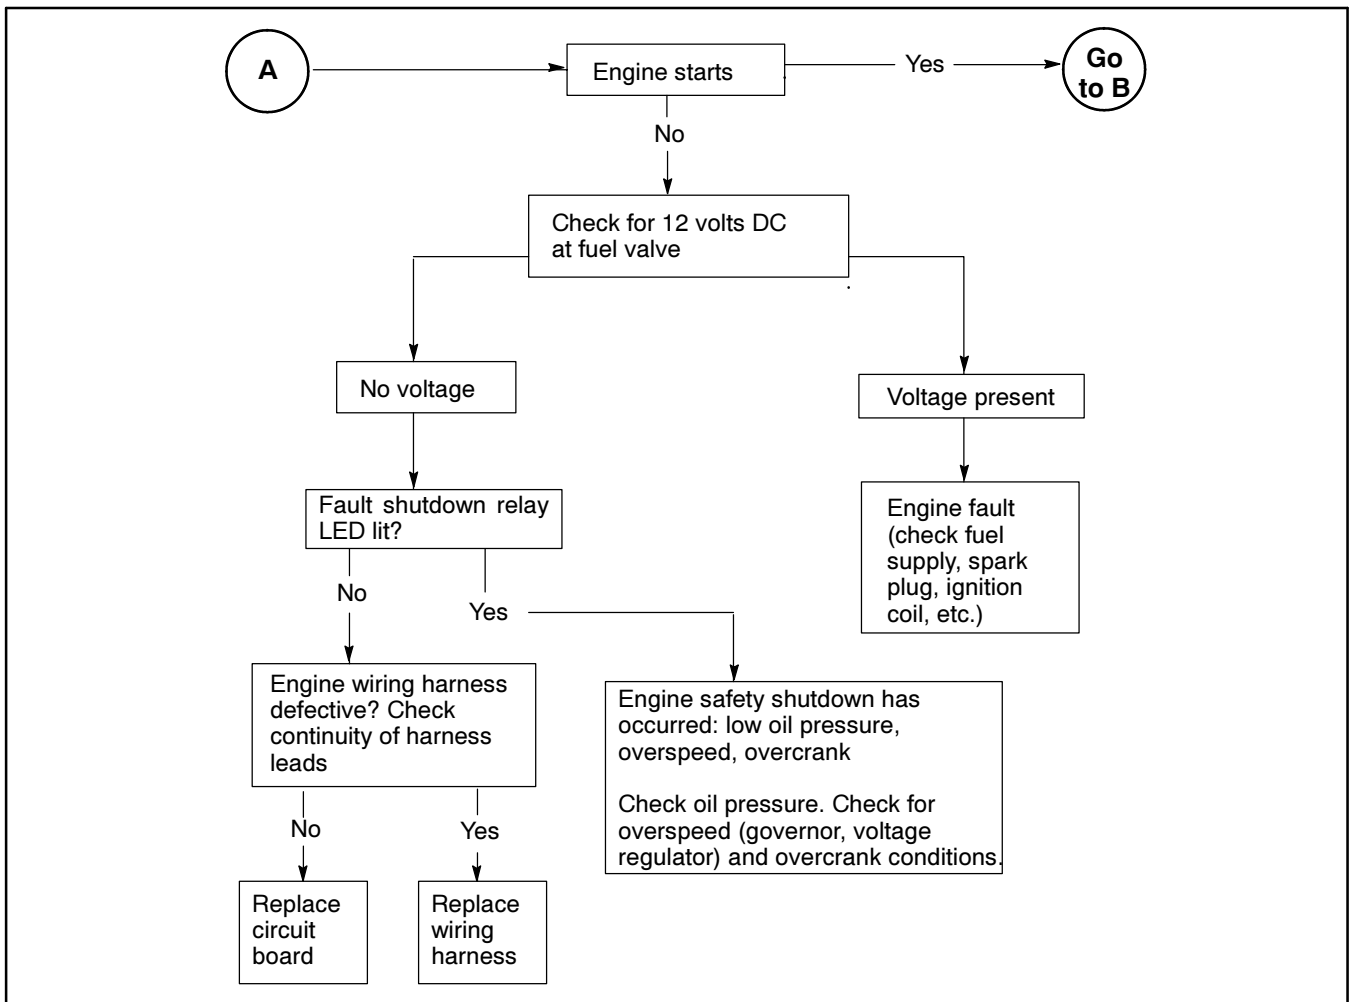 A
Engine starts
Yes
Go
to B
No
Check for 12 volts DC
at fuel valve
No voltage
Voltage present
Fault shutdown relay
LED lit?
Engine fault
(check fuel
supply, spark
plug, ignition
coil, etc.)
No
Yes
Engine wiring harness
defective? Check
continuity of harness
leads
Engine safety shutdown has
occurred: low oil pressure,
overspeed, overcrank
Check oil pressure. Check for
overspeed (governor, voltage
regulator) and overcrank conditions.
No
Yes
Replace
circuit
board
Replace
wiring
harness